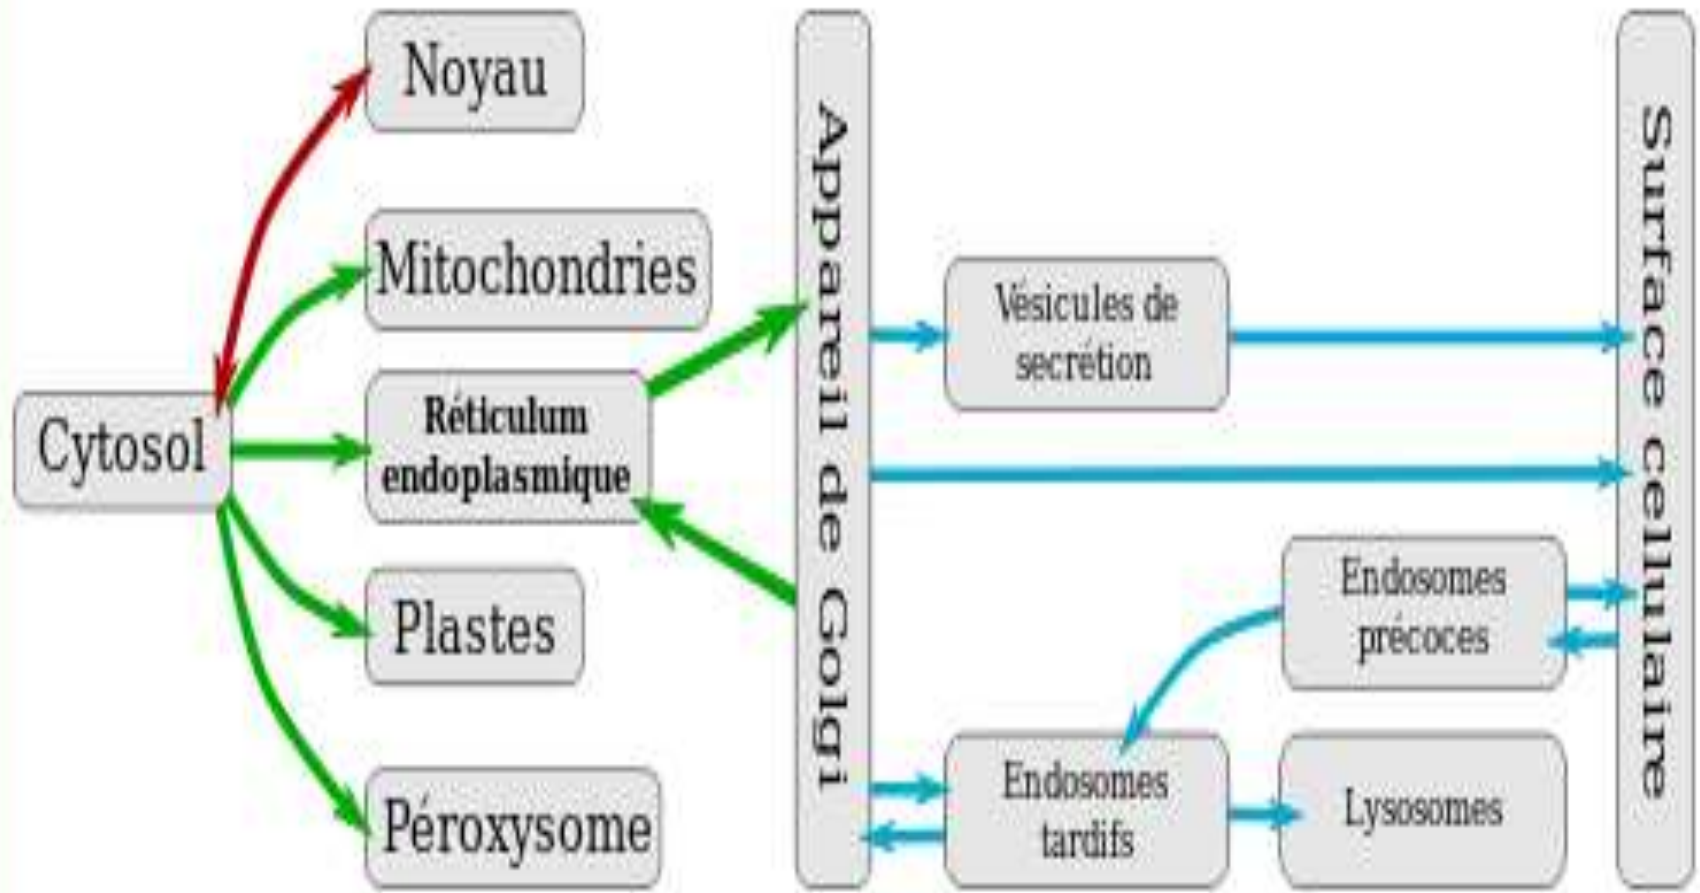 Noyau
Mitochondries
Cytosol
Réticulum
endoplasmique
Plastes
Péroxysome
Appareil de Golgi
Vésicules de
secrétion
Endosomes
précoces
Endosomes
tardifs
Lysosomes
Surface cellulaire